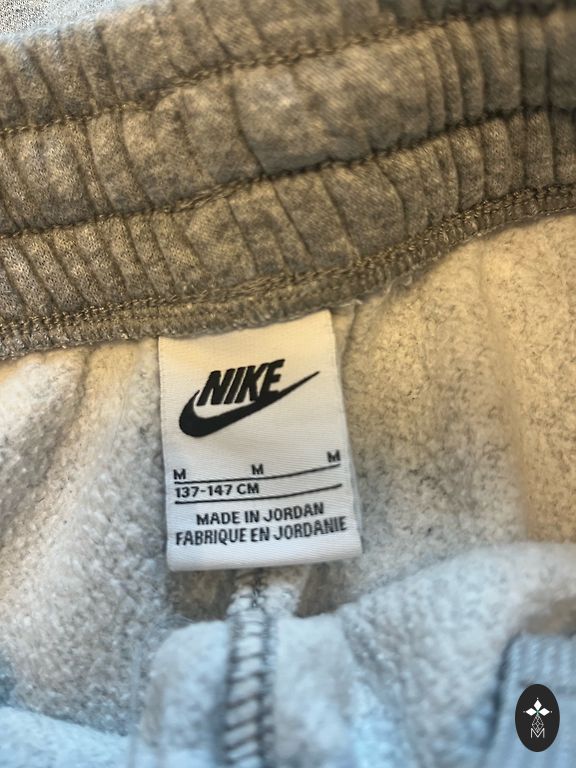 NIKE
M M M
137-147 CM
MADE IN JORDAN
FABRIQUE EN JORDANIE
M